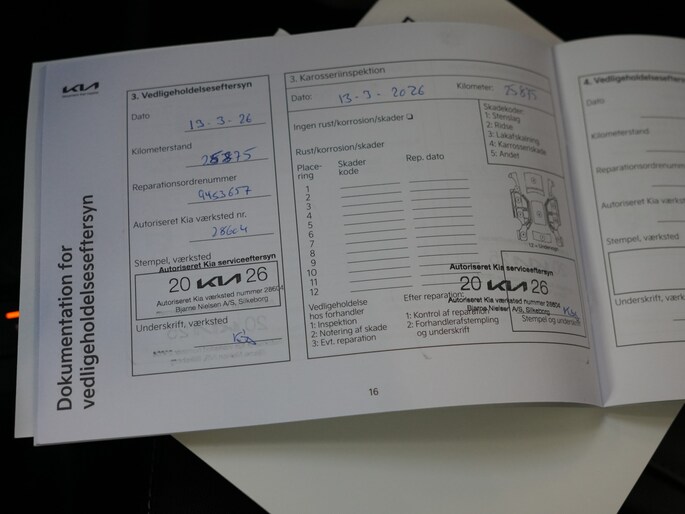 KIA
Dokumentation for
vedligeholdelseseftersyn
3. Vedligeholdelseseftersyn
Dato
13-3-26
Kilometerstand
25875
Reparationsordrenummer
9453657
Autoriseret Kia værksted nr.
28604
Stempel, værksted
Autoriseret Kia serviceeftersyn
20 KIA 26
Autoriseret Kia værksted nummer 28604
Bjarne Nielsen A/S, Silkeborg
Underskrift, værksted
3. Karosseriinspektion
Dato: 13-3-2026 Kilometer: 25875
Ingen rust/korrosion/skader
Skadekoder
1: Stenslag
2: Ridse
3: Lakafskalning
4: Karosseriskade
5: Andet
Rust/korrosion/skader
Place-
ring
Skader
kode
Rep. dato
1
2
3
4
5
6
7
8
9
10
11
12
Vedligeholdelse
hos forhandler
1: Inspektion
2: Notering af skade
3: Evt. reparation
Efter reparation:
1: Kontrol af reparation
2: Forhandlerafstempling
og underskrift
Autoriseret Kia serviceeftersyn
20 KIA 26
Autoriseret Kia værksted nummer 28604
Bjarne Nielsen A/S, Silkeborg
Stempel og underskrift
16
4. Vedligeholdelseseftersyn
Dato
Kilometerstand
Reparationsordrenummer
Autoriseret Kia
Stempel, værksted
Underskrift, værksted